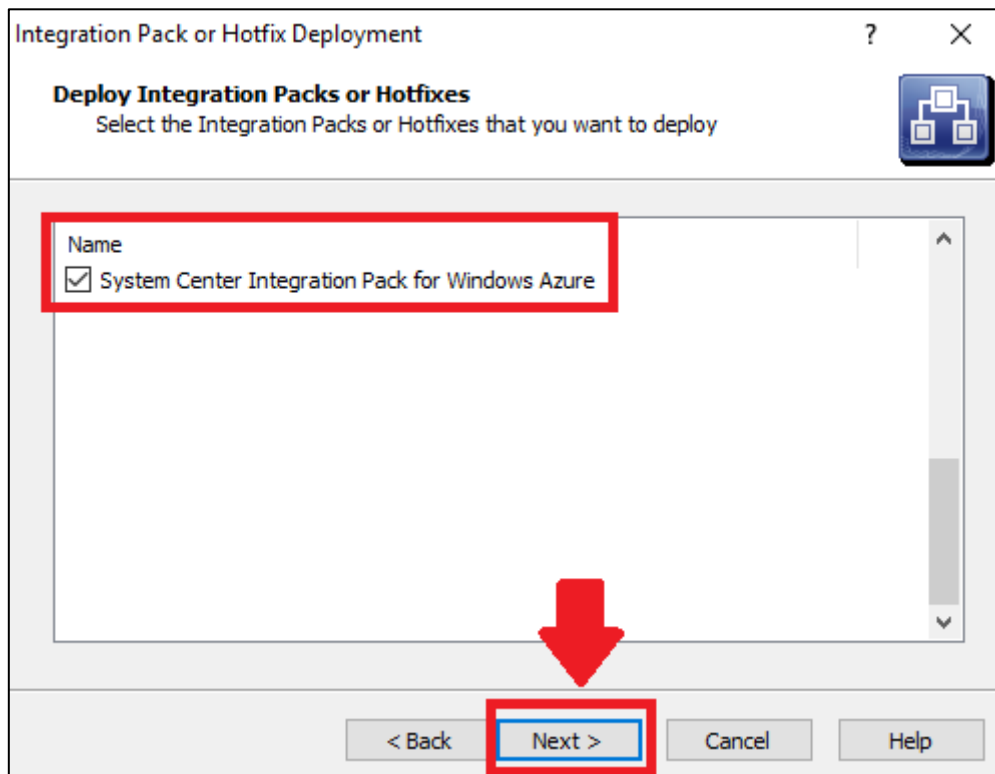 Integration Pack or Hotfix Deployment ?
Deploy Integration Packs or Hotfixes
Select the Integration Packs or Hotfixes that you want to deploy
Name
System Center Integration Pack for Windows Azure
< Back Next > Cancel Help